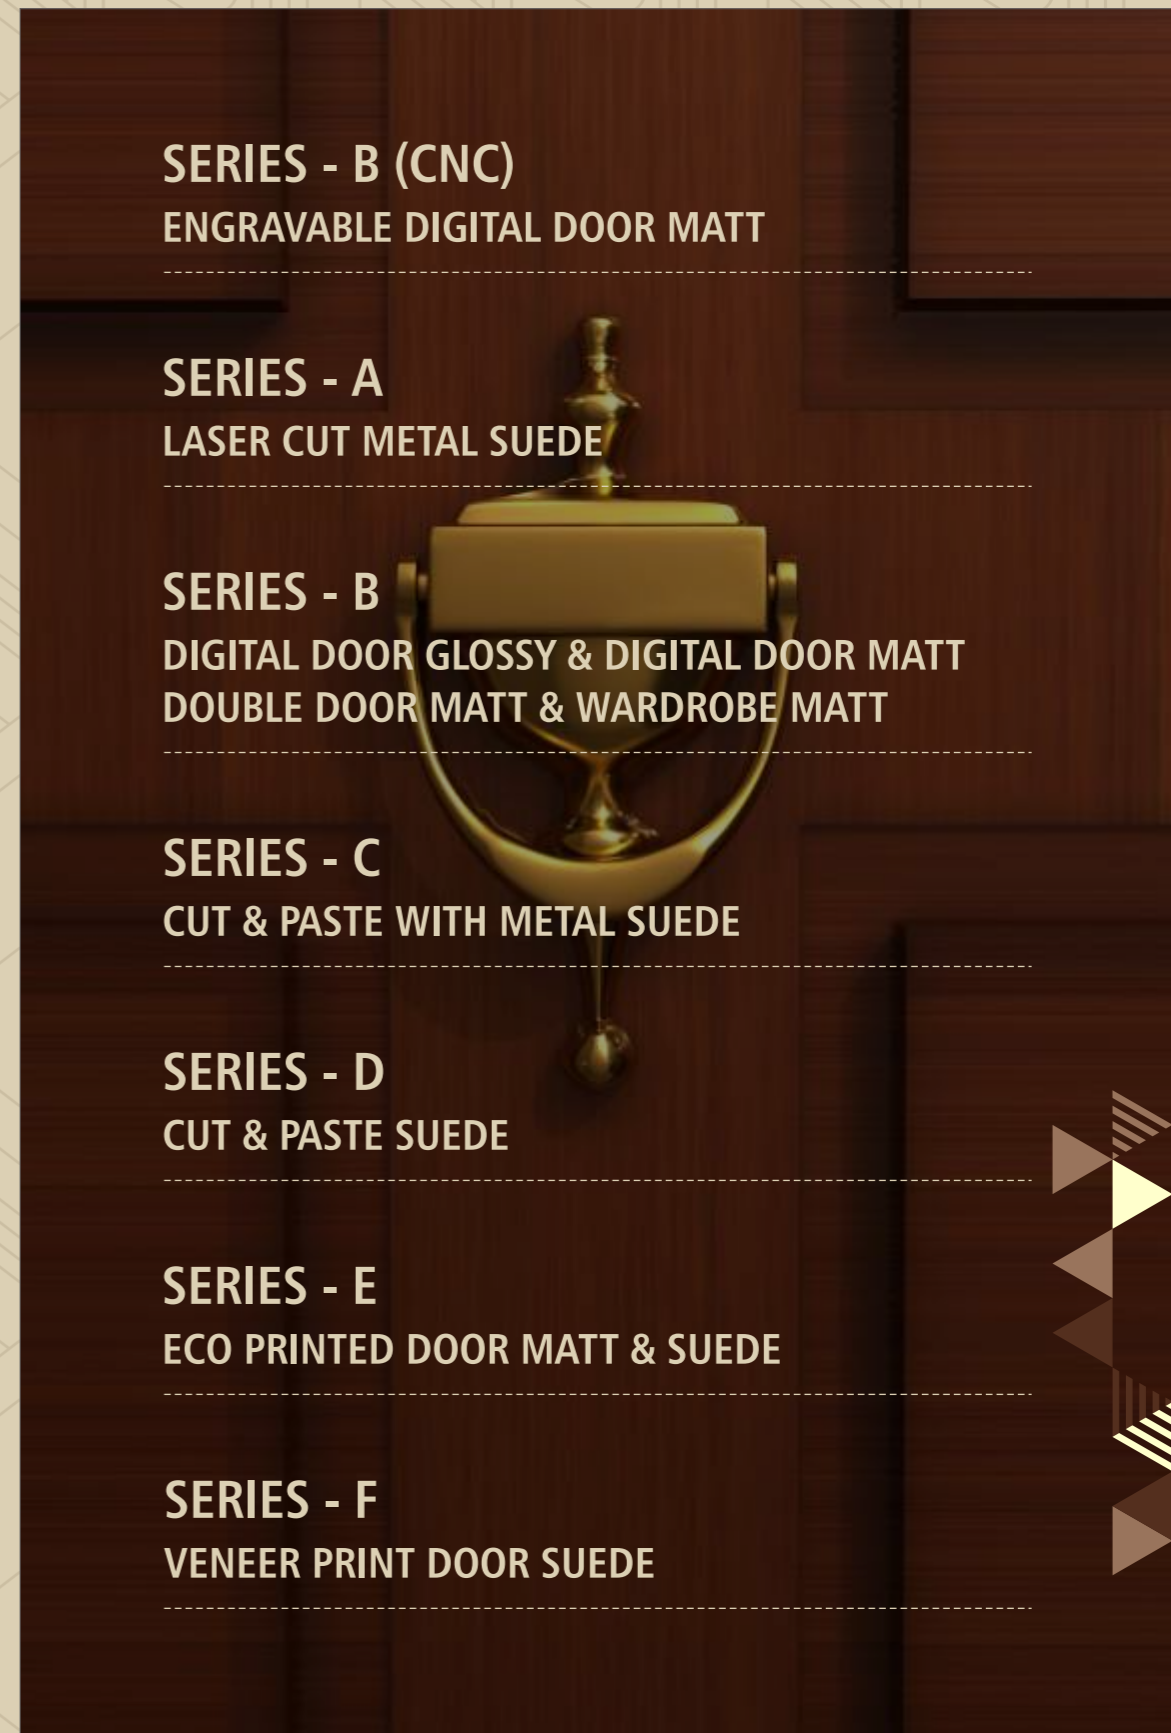 SERIES - B (CNC)
ENGRAVABLE DIGITAL DOOR MATT
SERIES - A
LASER CUT METAL SUEDE
SERIES - B
DIGITAL DOOR GLOSSY & DIGITAL DOOR MATT
DOUBLE DOOR MATT & WARDROBE MATT
SERIES - C
CUT & PASTE WITH METAL SUEDE
SERIES - D
CUT & PASTE SUEDE
SERIES - E
ECO PRINTED DOOR MATT & SUEDE
SERIES - F
VENEER PRINT DOOR SUEDE